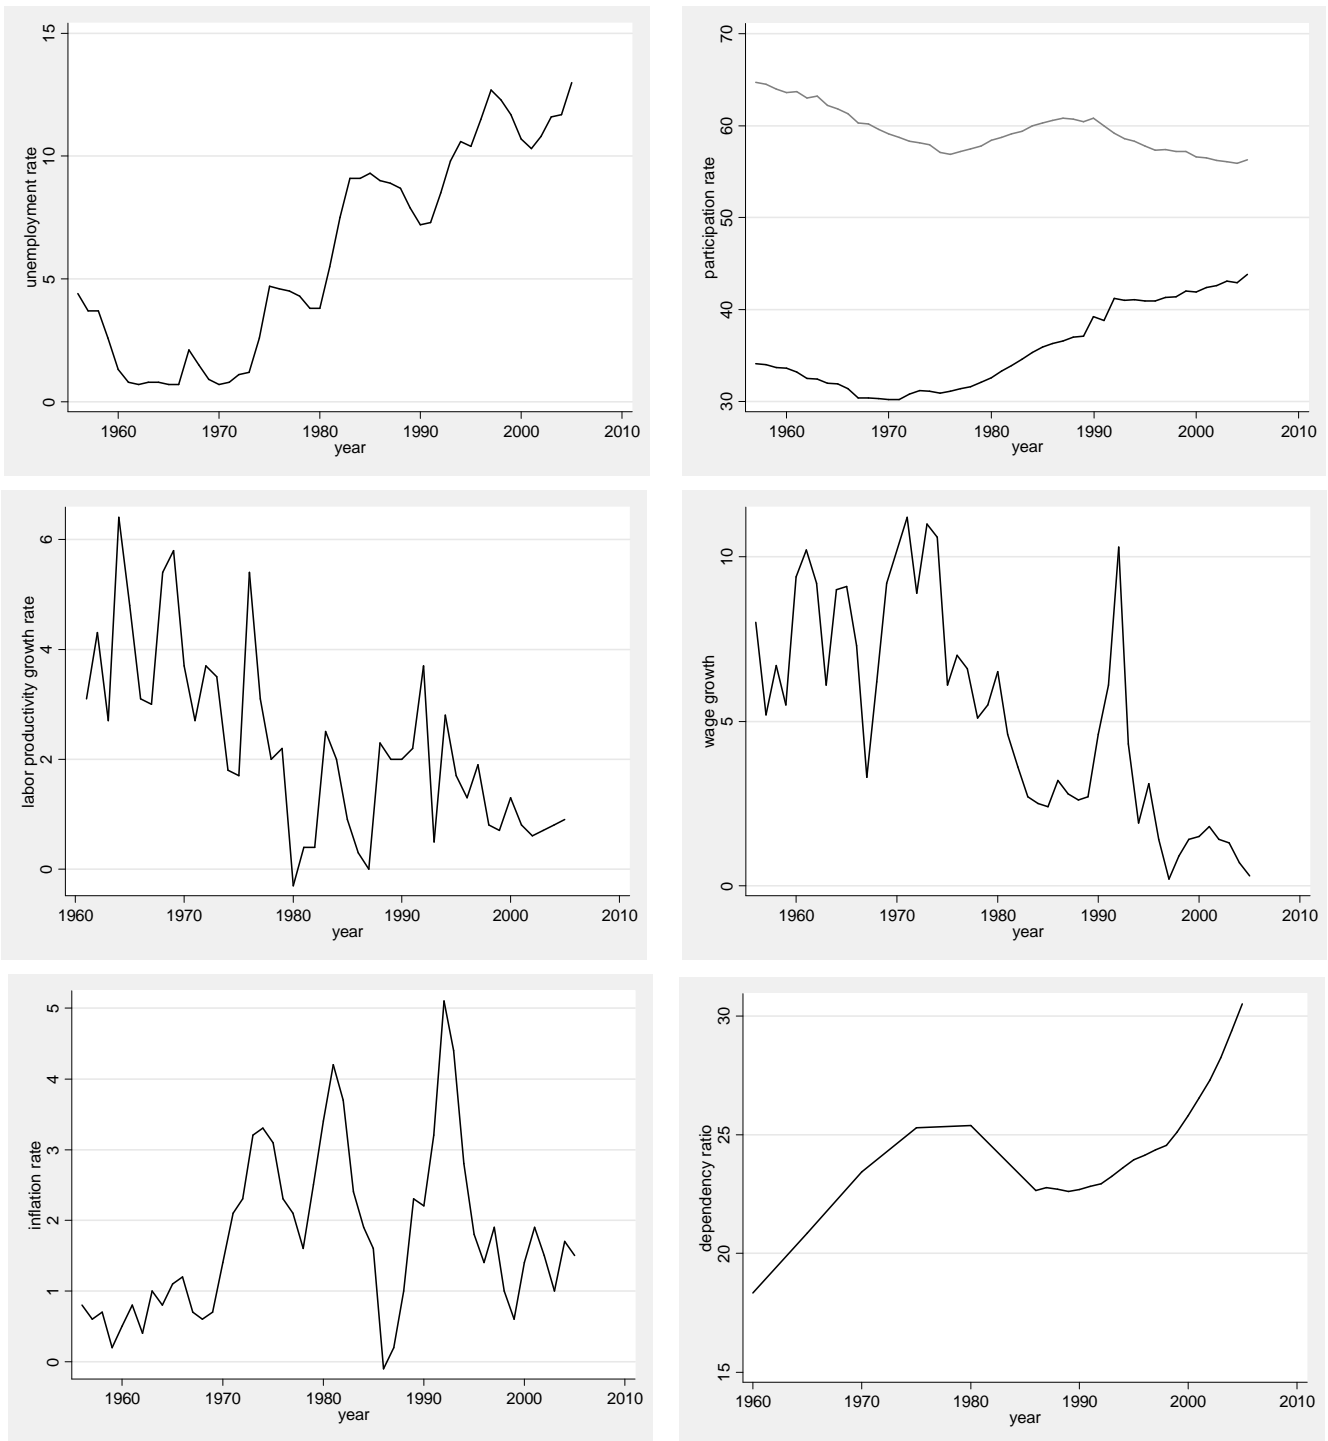 unemployment rate
15
10
5
0
1960 1970 1980 1990 2000 2010
year
participation rate
70
60
50
40
30
1960 1970 1980 1990 2000 2010
year
labor productivity growth rate
6
4
2
0
1960 1970 1980 1990 2000 2010
year
wage growth
10
5
0
1960 1970 1980 1990 2000 2010
year
inflation rate
5
4
3
2
1
0
1960 1970 1980 1990 2000 2010
year
dependency ratio
30
25
20
15
1960 1970 1980 1990 2000 2010
year